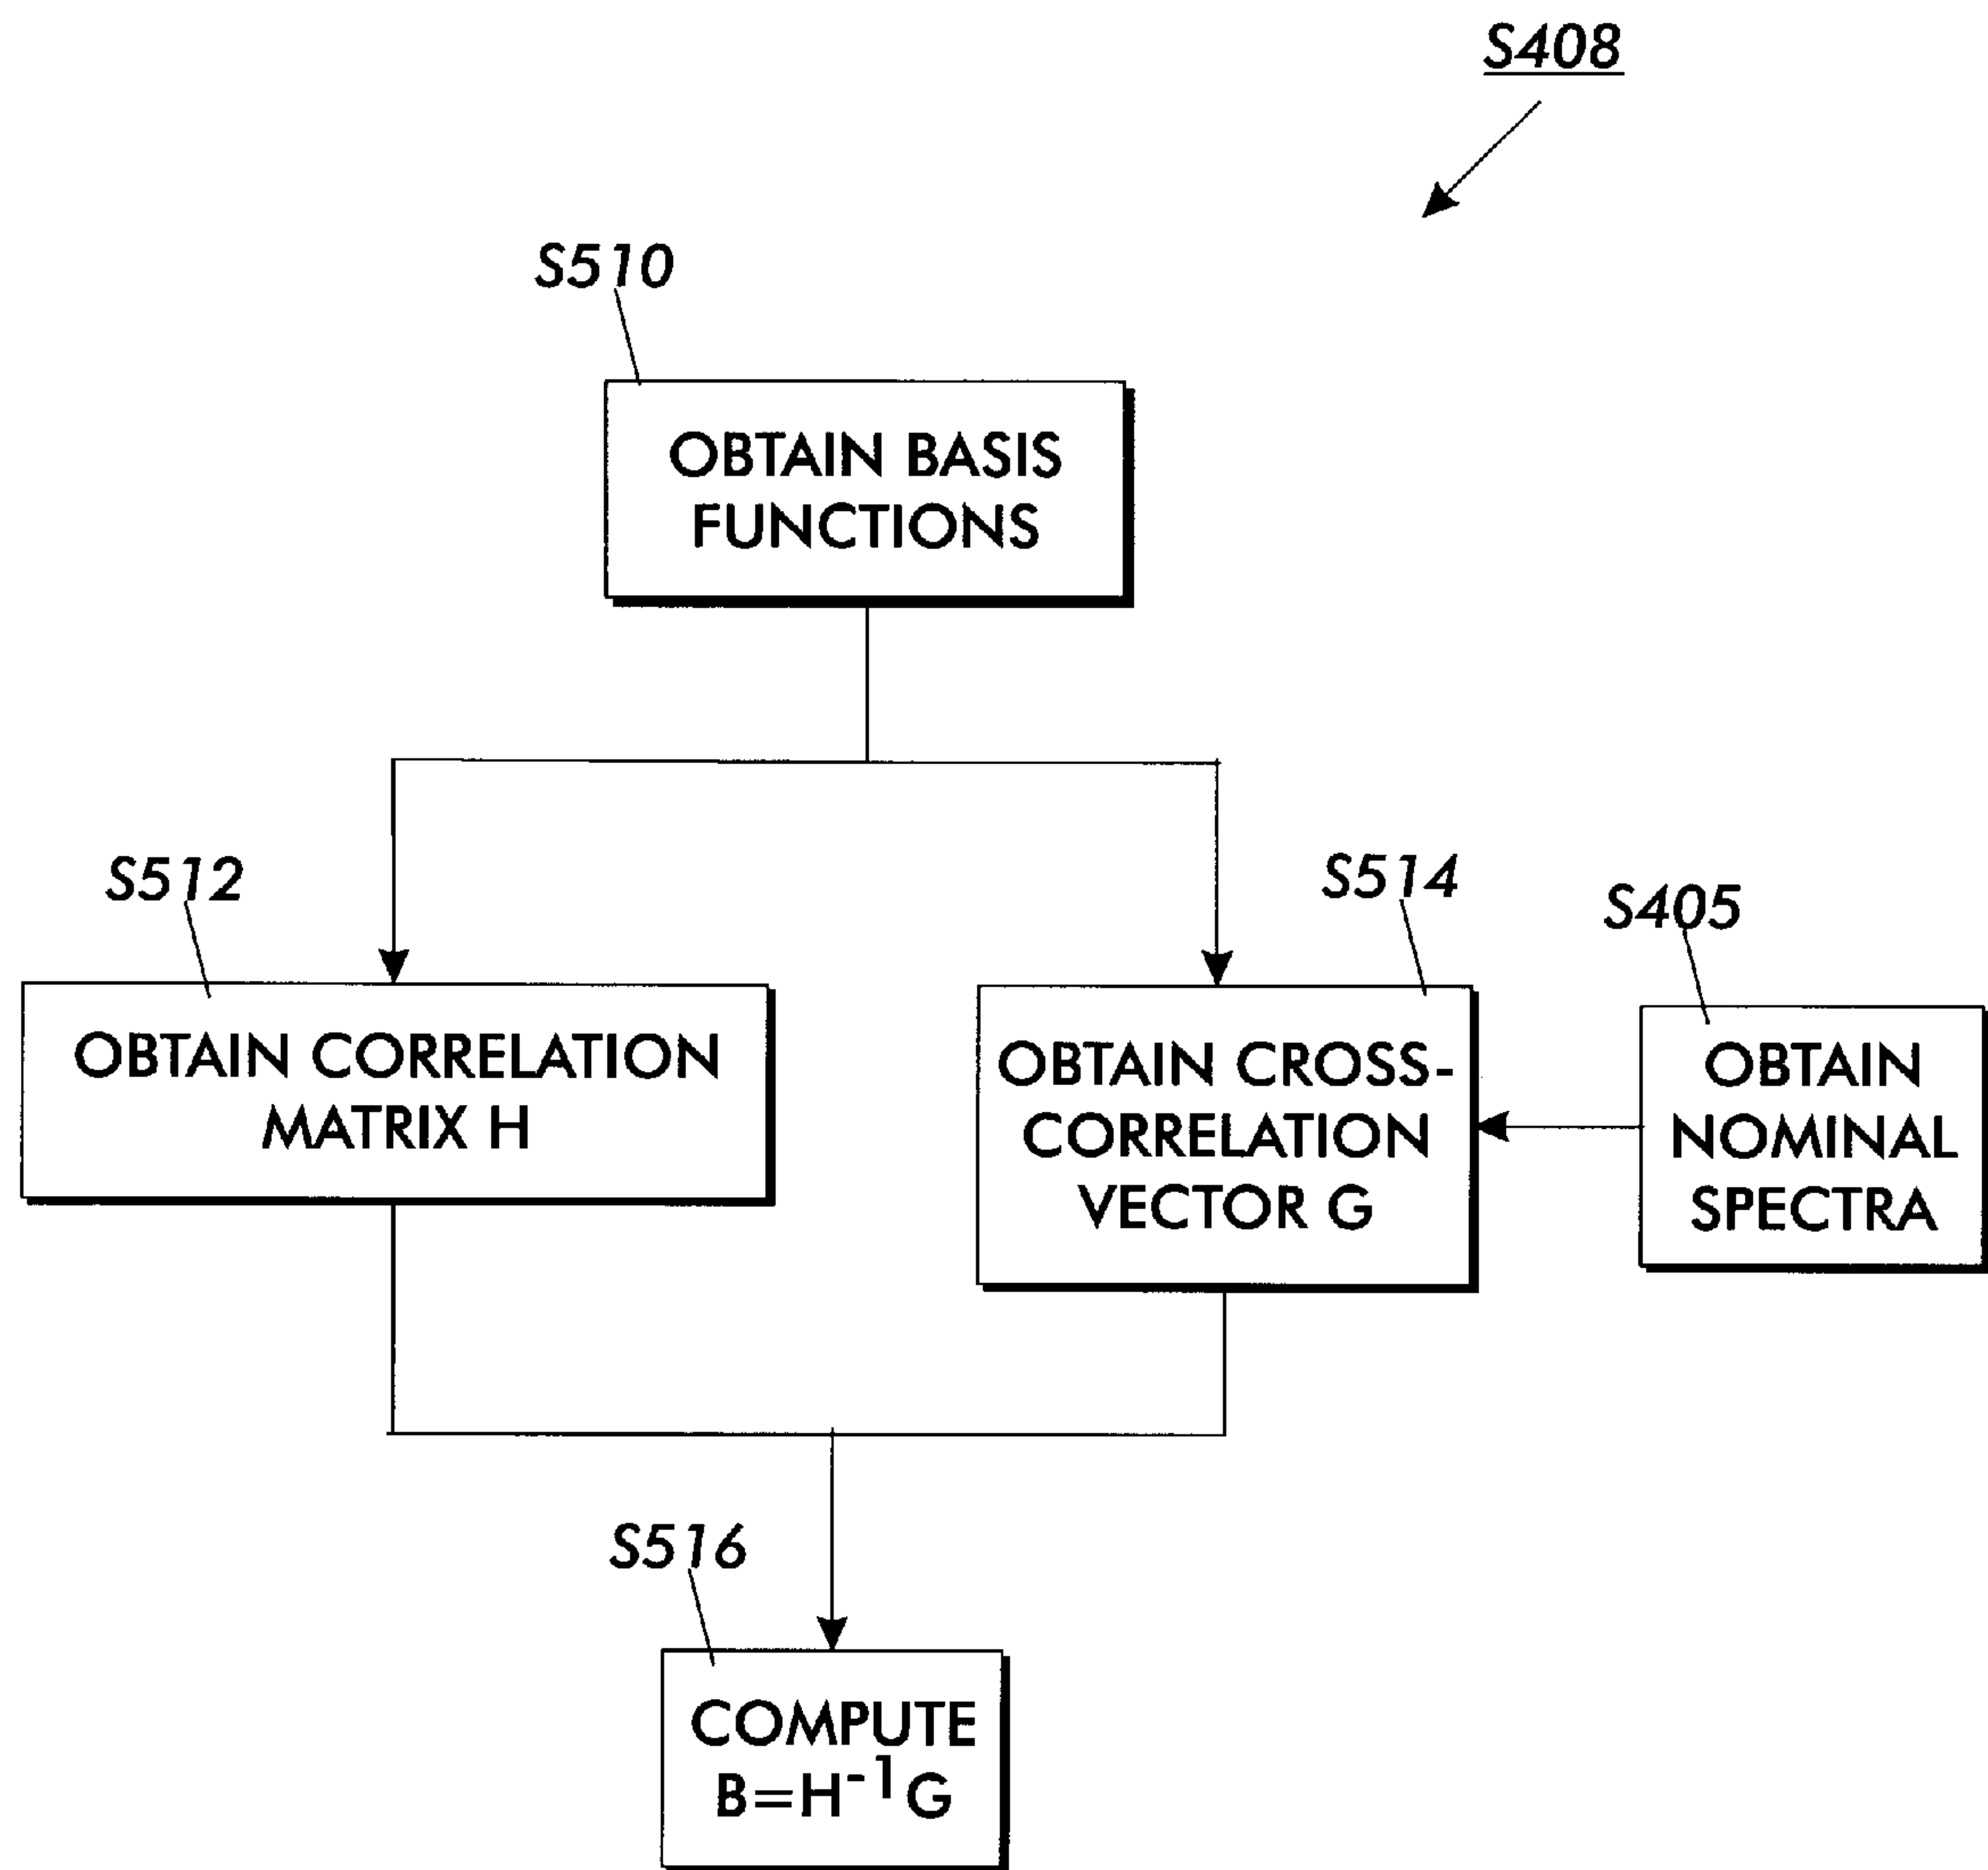 S408
S510
OBTAIN BASIS
FUNCTIONS
S512
OBTAIN CORRELATION
MATRIX H
S514
OBTAIN CROSS-
CORRELATION
VECTOR G
S405
OBTAIN
NOMINAL
SPECTRA
S516
COMPUTE
B=H⁻¹G